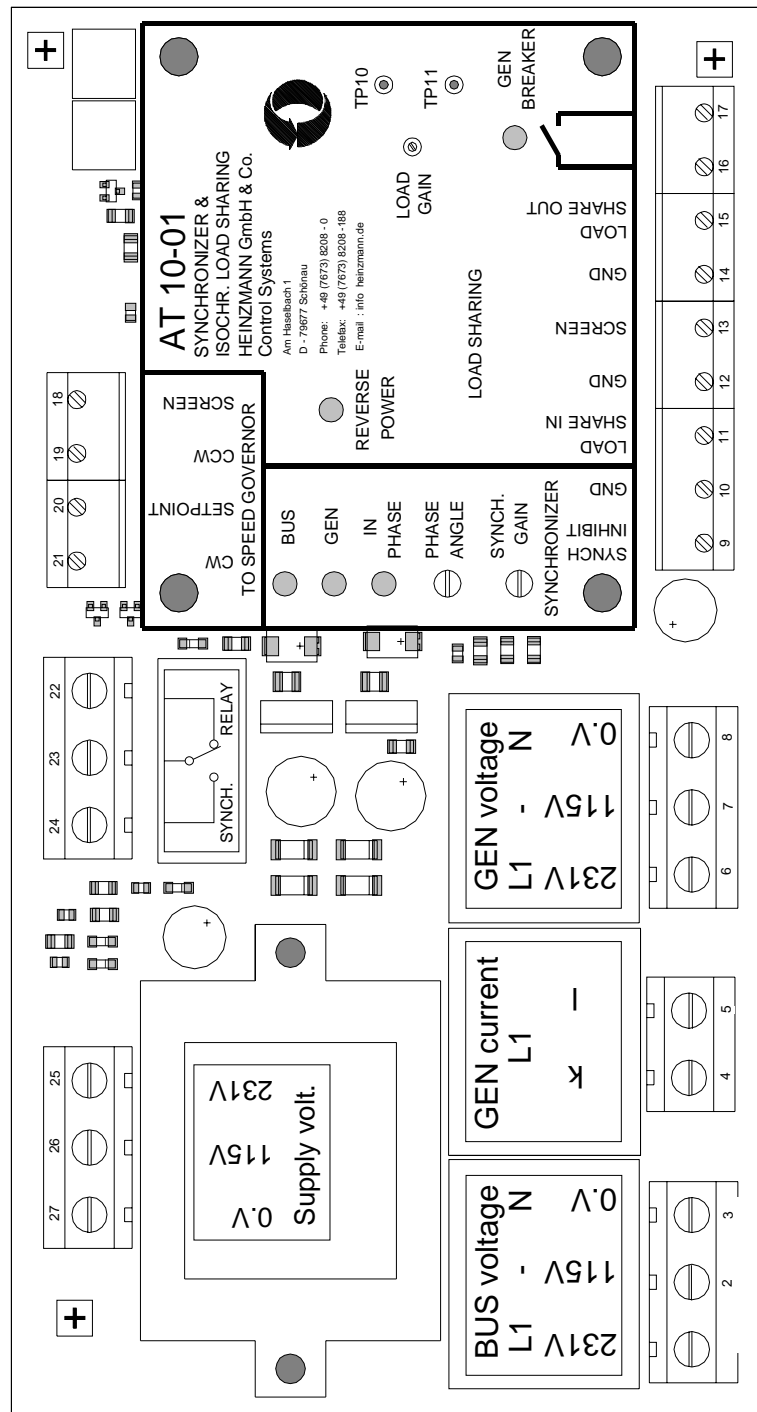 AT 10-01
SYNCHRONIZER &
ISOCHR. LOAD SHARING
HEINZMANN GmbH & Co.
Control Systems
Am Haselbach 1
D - 79677 Schönau
Phone: +49 (7673) 8208 - 0
Telefax: +49 (7673) 8208 -188
E-mail : info heinzmann.de
TP10
TP11
GEN
BREAKER
LOAD
GAIN
REVERSE
POWER
LOAD SHARING
LOAD
SHARE OUT
GND
SCREEN
GND
LOAD
SHARE IN
GND
SYNCH
INHIBIT
SCREEN
CCW
SETPOINT
CW
TO SPEED GOVERNOR
BUS
GEN
IN
PHASE
PHASE
ANGLE
SYNCH.
GAIN
SYNCHRONIZER
17
16
15
14
13
12
11
10
9
18
19
20
21
22
23
24
SYNCH.
RELAY
25
26
27
231V
115V
0.V
Supply volt.
GEN voltage
L1 - N
231V 115V 0.V
8
7
6
GEN current
L1
k l
5
4
BUS voltage
L1 - N
231V 115V 0.V
3
2